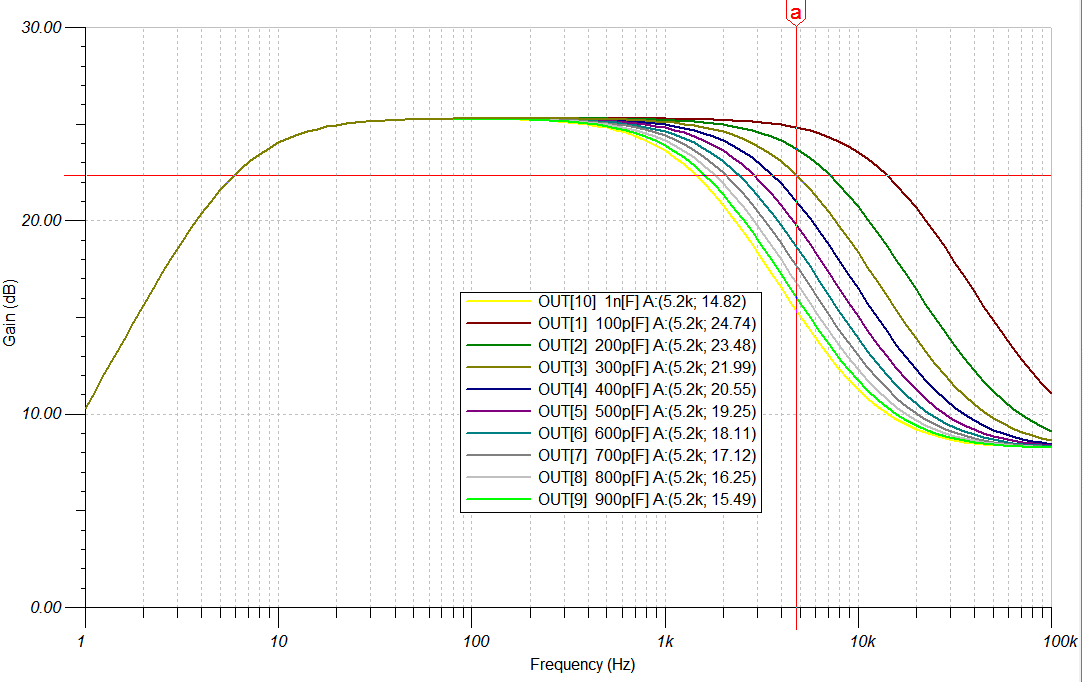 a
30.00
20.00
10.00
0.00
Gain (dB)
OUT[10] 1n[F] A:(5.2k; 14.82)
OUT[1] 100p[F] A:(5.2k; 24.74)
OUT[2] 200p[F] A:(5.2k; 23.48)
OUT[3] 300p[F] A:(5.2k; 21.99)
OUT[4] 400p[F] A:(5.2k; 20.55)
OUT[5] 500p[F] A:(5.2k; 19.25)
OUT[6] 600p[F] A:(5.2k; 18.11)
OUT[7] 700p[F] A:(5.2k; 17.12)
OUT[8] 800p[F] A:(5.2k; 16.25)
OUT[9] 900p[F] A:(5.2k; 15.49)
1 10 100 1k 10k 100k
Frequency (Hz)